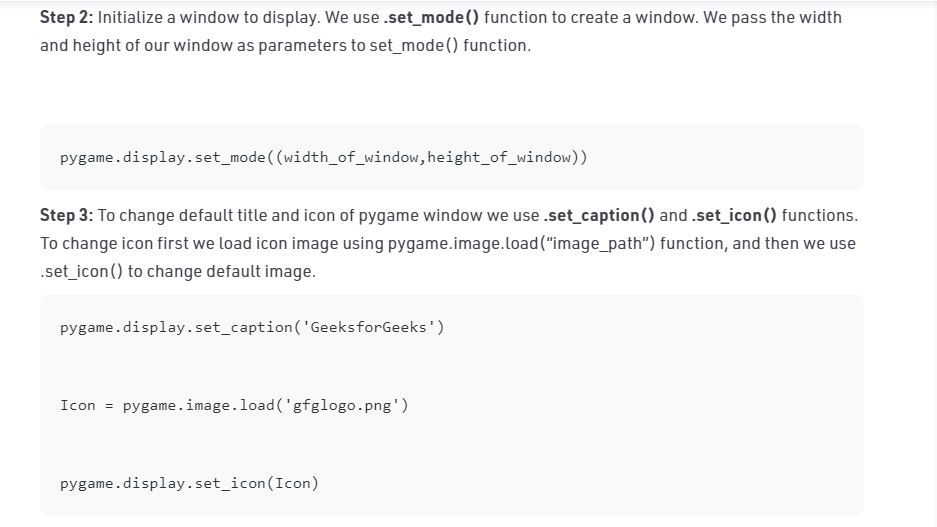 Step 2: Initialize a window to display. We use .set_mode() function to create a window. We pass the width
and height of our window as parameters to set_mode() function.
pygame.display.set_mode((width_of_window,height_of_window))
Step 3: To change default title and icon of pygame window we use .set_caption() and .set_icon() functions.
To change icon first we load icon image using pygame.image.load(“image_path”) function, and then we use
.set_icon() to change default image.
pygame.display.set_caption('GeeksforGeeks')
Icon = pygame.image.load('gfglogo.png')
pygame.display.set_icon(Icon)